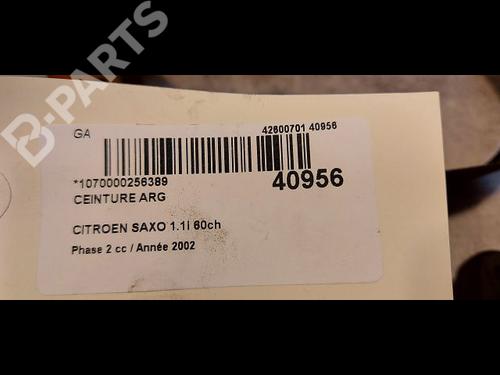 B-PARTS
GA
42600701 40956
*1070000256389
40956
CEINTURE ARG
CITROEN SAXO 1.1I 60ch
Phase 2 cc / Année 2002